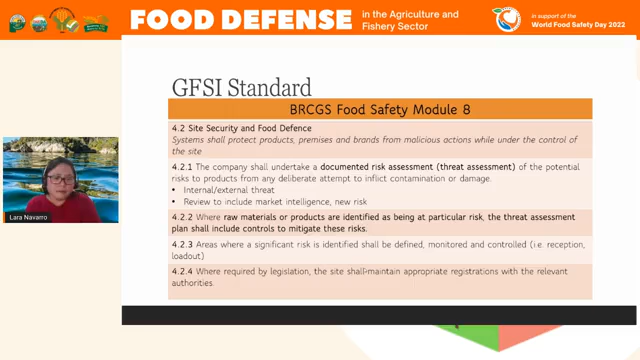 FOOD DEFENSE
in the Agriculture and
Fishery Sector
in support of the
World Food Safety Day 2022
GFSI Standard
BRCGS Food Safety Module 8
4.2 Site Security and Food Defence
Systems shall protect products, premises and brands from malicious actions while under the control of
the site
4.2.1 The company shall undertake a documented risk assessment (threat assessment) of the potential
risks to products from any deliberate attempt to inflict contamination or damage.
• Internal/external threat
• Review to include market intelligence, new risk
4.2.2 Where raw materials or products are identified as being at particular risk, the threat assessment
plan shall include controls to mitigate these risks.
4.2.3 Areas where a significant risk is identified shall be defined, monitored and controlled (i.e. reception,
loadout)
4.2.4 Where required by legislation, the site shall maintain appropriate registrations with the relevant
authorities.
Lara Navarro